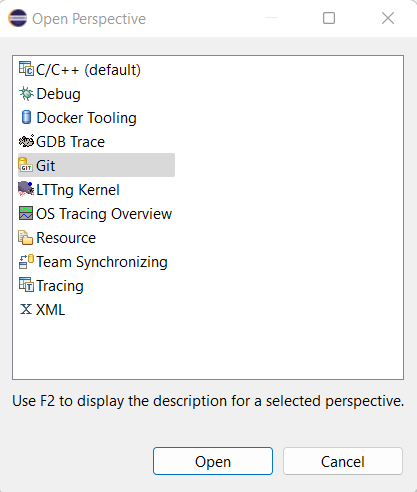 Open Perspective
C/C++ (default)
Debug
Docker Tooling
GDB Trace
GIT Git
LTTng Kernel
OS Tracing Overview
Resource
Team Synchronizing
Tracing
XML
Use F2 to display the description for a selected perspective.
Open Cancel